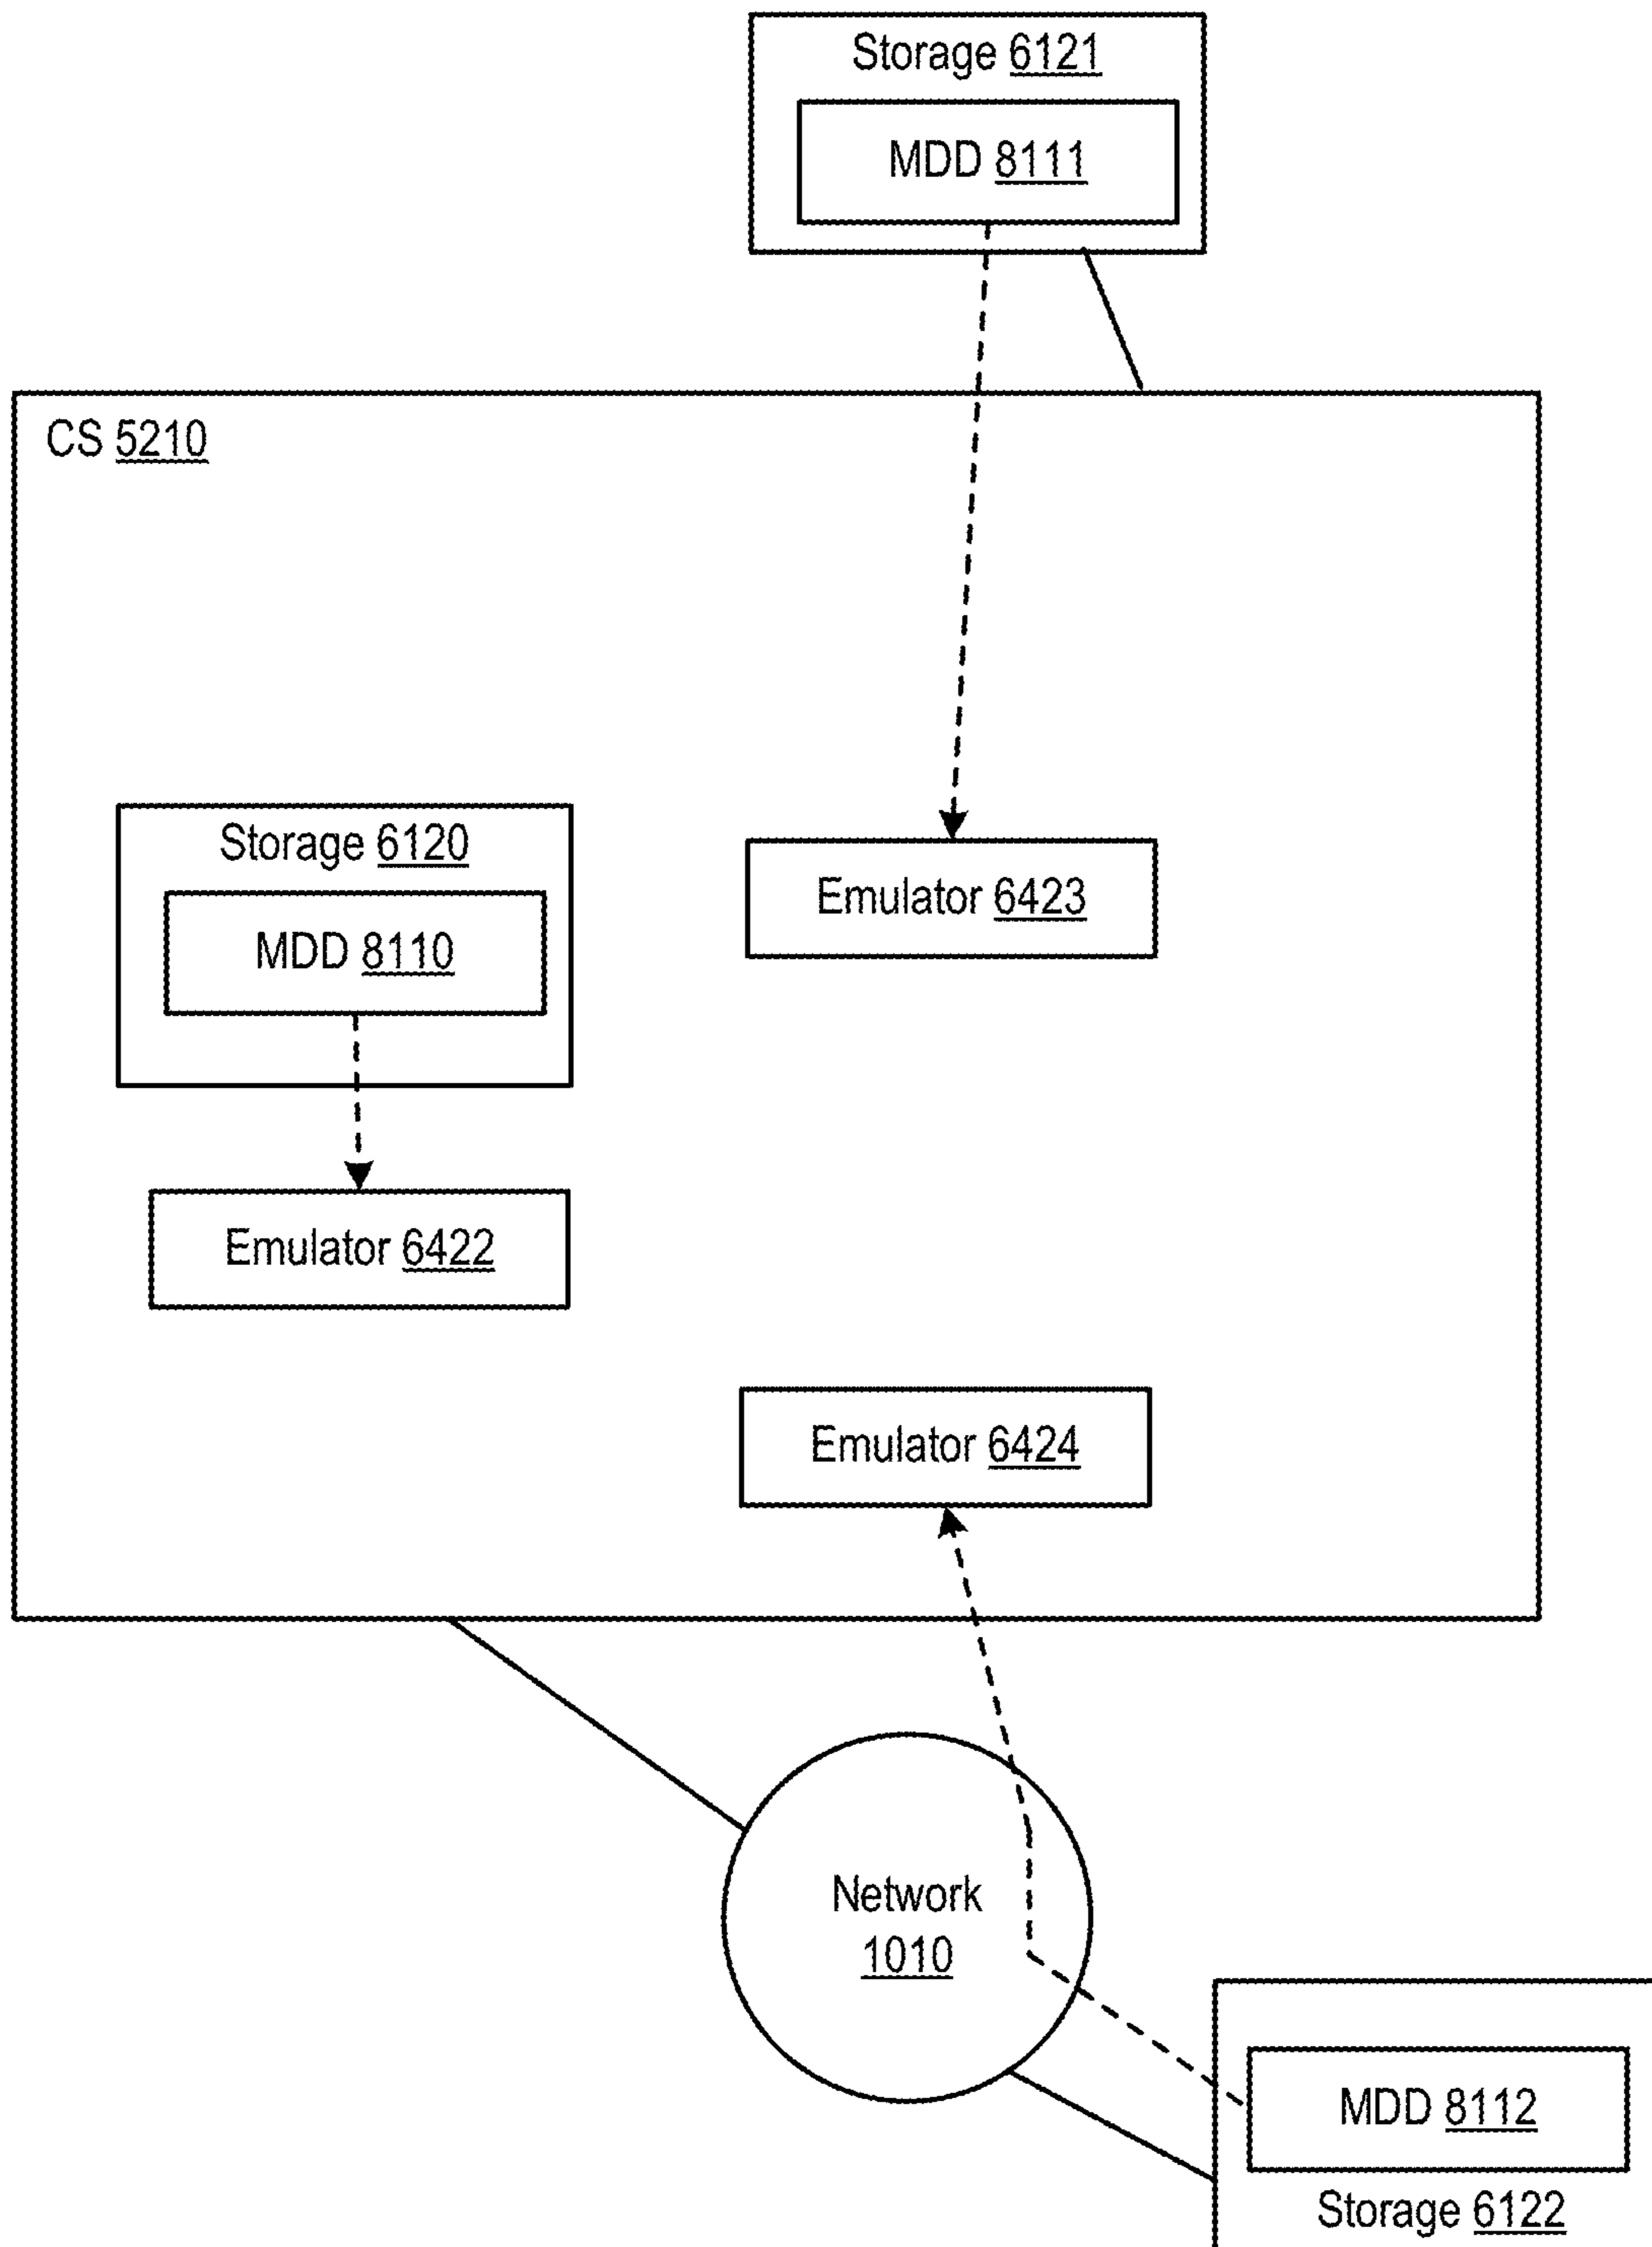 Storage 6121
MDD 8111
CS 5210
Storage 6120
MDD 8110
Emulator 6423
Emulator 6422
Emulator 6424
Network
1010
MDD 8112
Storage 6122